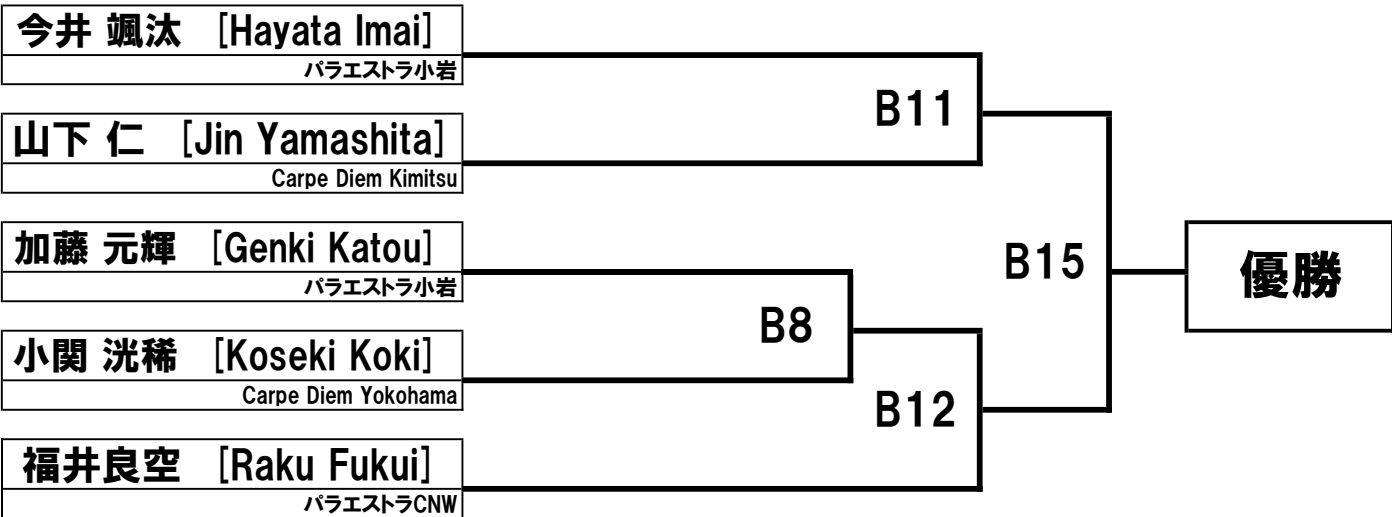 今井 颯汰 [Hayata Imai]
パラエストラ小岩
B11
山下 仁 [Jin Yamashita]
Carpe Diem Kimitsu
加藤 元輝 [Genki Katou]
パラエストラ小岩
B15
優勝
B8
小関 洸稀 [Koseki Koki]
Carpe Diem Yokohama
B12
福井良空 [Raku Fukui]
パラエストラCNW